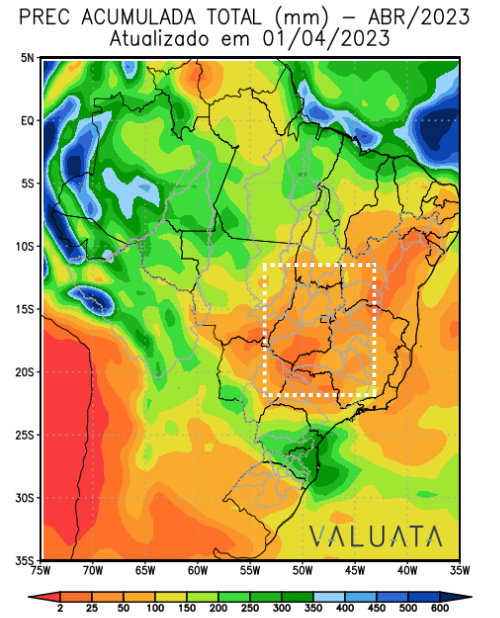 PREC ACUMULADA TOTAL (mm) – ABR/2023
Atualizado em 01/04/2023
5N
EQ
5S
10S
15S
20S
25S
30S
35S
VALUATA
75W 70W 65W 60W 55W 50W 45W 40W 35W
2 25 50 100 150 200 250 300 350 400 450 500 600